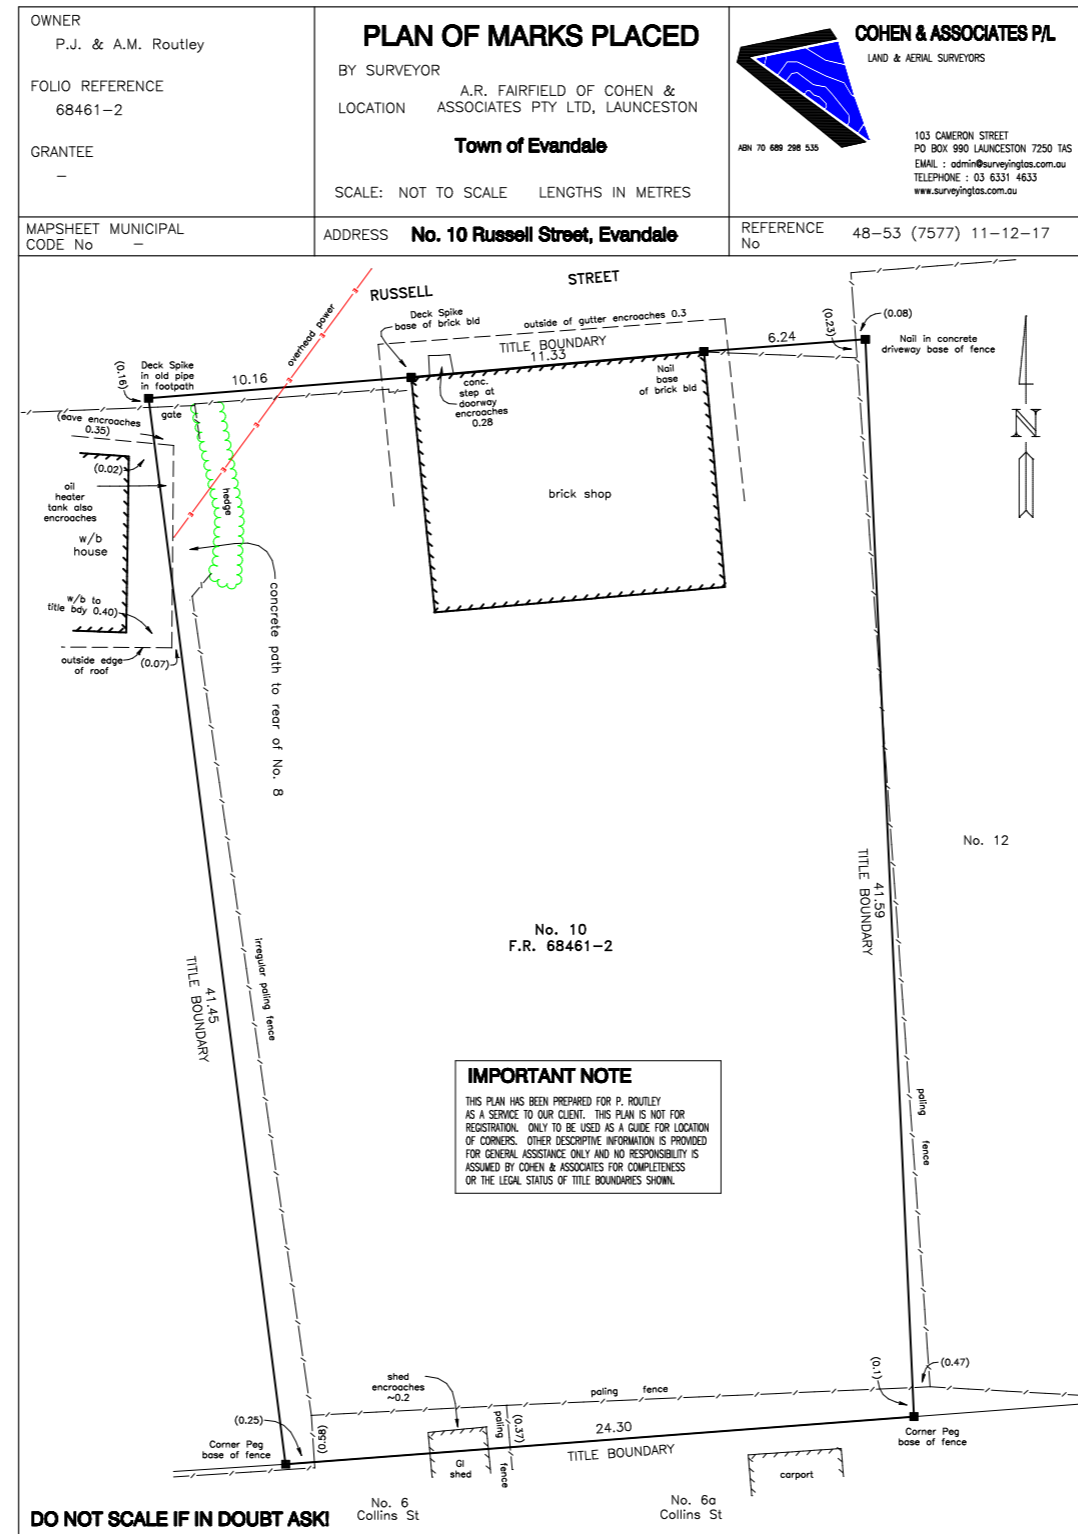 OWNER
P.J. & A.M. Routley
FOLIO REFERENCE
68461-2
GRANTEE
-
PLAN OF MARKS PLACED
BY SURVEYOR
A.R. FAIRFIELD OF COHEN &
LOCATION ASSOCIATES PTY LTD, LAUNCESTON
Town of Evandale
SCALE: NOT TO SCALE LENGTHS IN METRES
COHEN & ASSOCIATES P/L
LAND & AERIAL SURVEYORS
ABN 70 689 298 535
103 CAMERON STREET
PO BOX 990 LAUNCESTON 7250 TAS
EMAIL : admin@surveyingtas.com.au
TELEPHONE : 03 6331 4633
www.surveyingtas.com.au
MAPSHEET MUNICIPAL
CODE No -
ADDRESS No. 10 Russell Street, Evandale
REFERENCE
No
48-53 (7577) 11-12-17
RUSSELL STREET
overhead power
Deck Spike
base of brick bld
outside of gutter encroaches 0.3
TITLE BOUNDARY
11.33
6.24
(0.23)
(0.08)
Nail in concrete
driveway base of fence
Deck Spike
in old pipe
in footpath
(0.16)
10.16
gate
conc.
step at
doorway
encroaches
0.28
Nail
base
of brick bld
(eave encroaches
0.35)
(0.02)
oil
heater
tank also
encroaches
w/b
house
hedge
brick shop
N
w/b to
title bdy 0.40)
outside edge
of roof
(0.07)
concrete path to rear of No. 8
No. 12
41.59
TITLE BOUNDARY
No. 10
F.R. 68461-2
irregular paling fence
41.45
TITLE BOUNDARY
IMPORTANT NOTE
THIS PLAN HAS BEEN PREPARED FOR P. ROUTLEY
AS A SERVICE TO OUR CLIENT. THIS PLAN IS NOT FOR
REGISTRATION. ONLY TO BE USED AS A GUIDE FOR LOCATION
OF CORNERS. OTHER DESCRIPTIVE INFORMATION IS PROVIDED
FOR GENERAL ASSISTANCE ONLY AND NO RESPONSIBILITY IS
ASSUMED BY COHEN & ASSOCIATES FOR COMPLETENESS
OR THE LEGAL STATUS OF TITLE BOUNDARIES SHOWN.
paling fence
(0.1)
(0.47)
shed
encroaches
~0.2
paling fence
(0.25)
(0.58)
(0.37)
paling fence
24.30
TITLE BOUNDARY
Corner Peg
base of fence
Corner Peg
base of fence
GI
shed
carport
No. 6
Collins St
No. 6a
Collins St
DO NOT SCALE IF IN DOUBT ASK!